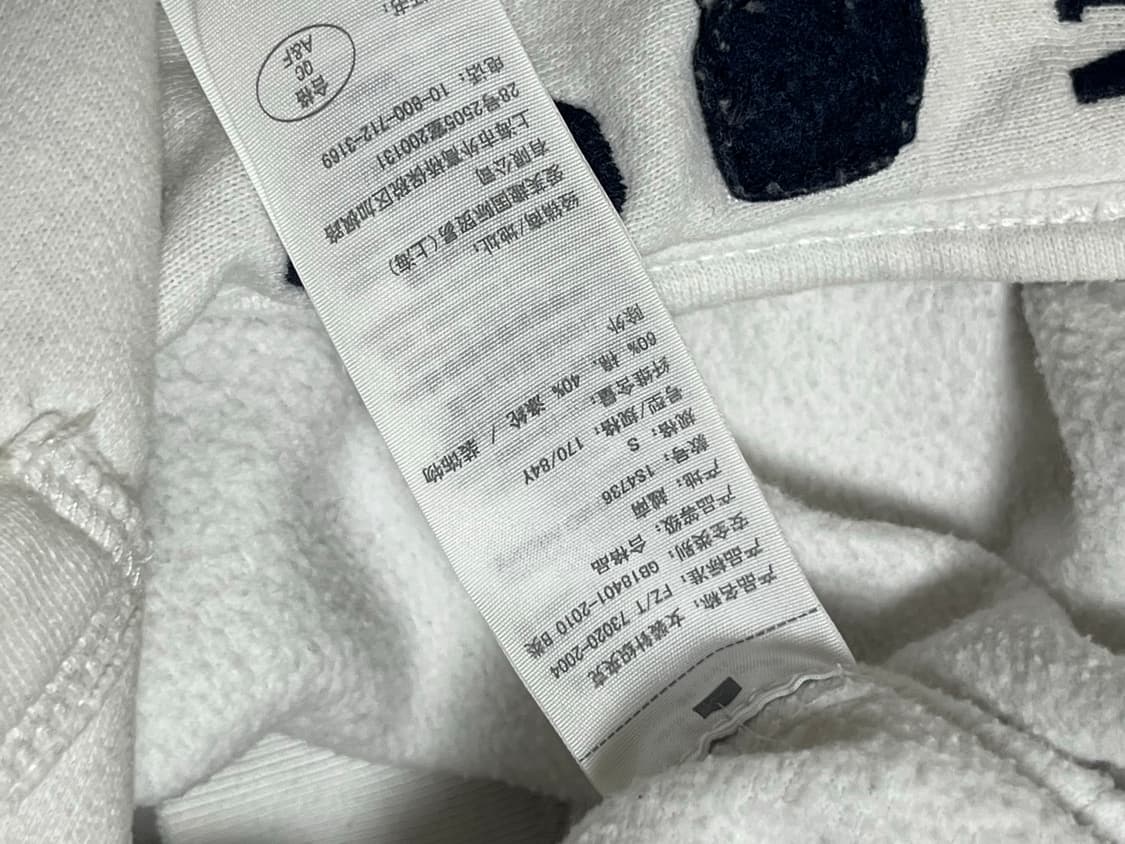 产品名称: 女装针织夹克
产品标准: FZ/T 73020-2004
安全类别: GB18401-2010 B类
产品等级: 合格品
产地: 越南
款号: 1S4736
规格: S
号型/规格: 170/84Y
纤维含量:
60% 棉, 40% 涤纶 / 装饰物
除外
经销商/地址:
爱芙趣国际贸易(上海)
有限公司
上海市外高桥保税区加枫路
28号2505室200131
电话: 10-800-712-3169
合格
QC
A&F